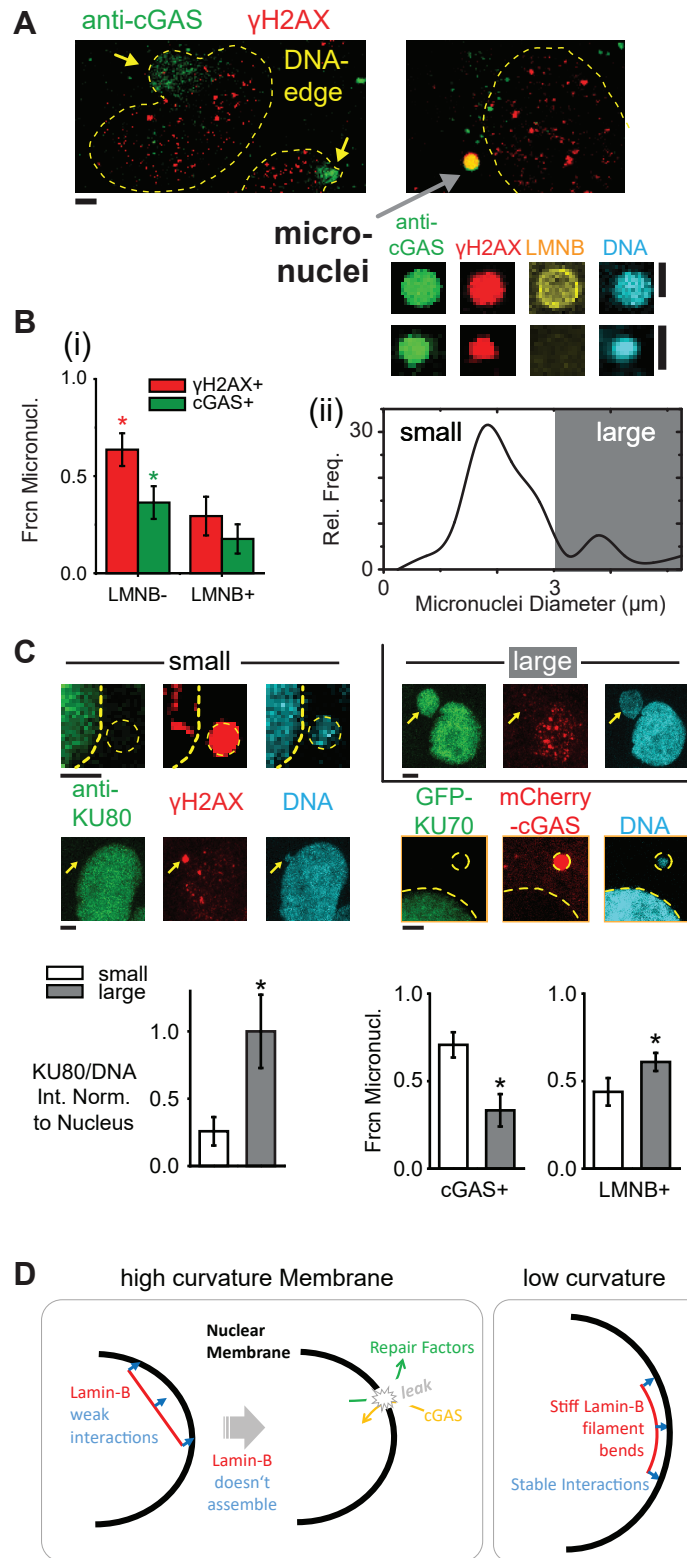 A
anti-cGAS γH2AX
DNA-
edge
micro-
nuclei
anti-
cGAS γH2AX LMNB DNA
B
(i)
1.0
0.5
0.0
Frcn Micronucl.
γH2AX+
cGAS+
*
*
LMNB- LMNB+
(ii)
small large
30
0
Rel. Freq.
0 3
Micronuclei Diameter (μm)
C
small
large
anti-
KU80 γH2AX DNA
GFP-
KU70
mCherry
-cGAS
DNA
small
large
KU80/DNA
Int. Norm.
to Nucleus
1.0
0.0
*
Frcn Micronucl.
1.0
0.5
0.0
*
cGAS+
1.0
0.5
0.0
*
LMNB+
D
high curvature Membrane
low curvature
Lamin-B
weak
interactions
Nuclear
Membrane
Lamin-B
doesn't
assemble
Repair Factors
leak
cGAS
Stiff Lamin-B
filament
bends
Stable Interactions